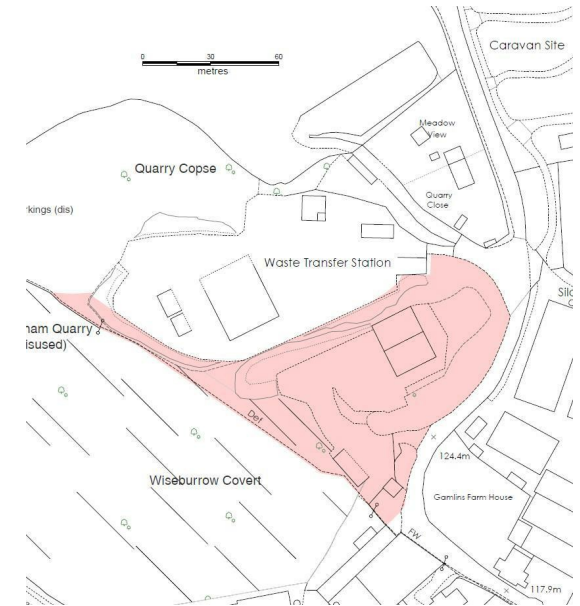 0 30 60
metres
Caravan Site
Meadow
View
Quarry Copse
Quarry
Close
kings (dis)
Waste Transfer Station
Silo
ham Quarry
isused)
Def
124.4m
Wiseburrow Covert
Gamlins Farm House
FW
117.9m